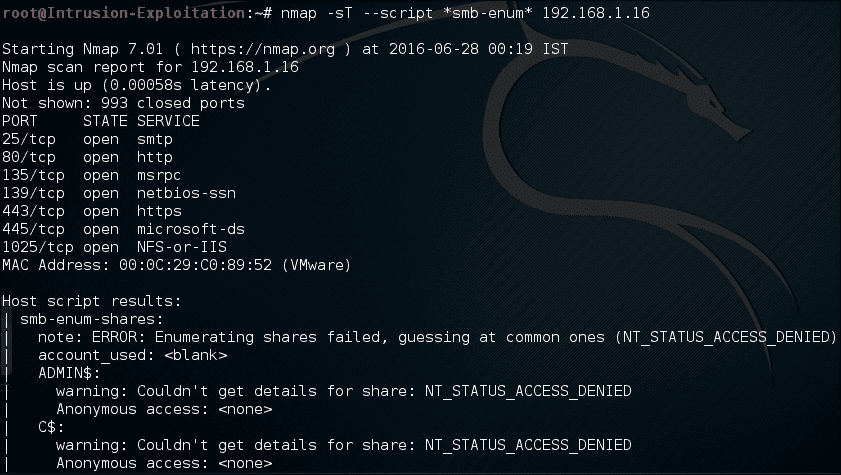 root@Intrusion-Exploitation:~# nmap -sT --script *smb-enum* 192.168.1.16
Starting Nmap 7.01 ( https://nmap.org ) at 2016-06-28 00:19 IST
Nmap scan report for 192.168.1.16
Host is up (0.00058s latency).
Not shown: 993 closed ports
PORT     STATE SERVICE
25/tcp   open  smtp
80/tcp   open  http
135/tcp  open  msrpc
139/tcp  open  netbios-ssn
443/tcp  open  https
445/tcp  open  microsoft-ds
1025/tcp open  NFS-or-IIS
MAC Address: 00:0C:29:C0:89:52 (VMware)
Host script results:
| smb-enum-shares:
|   note: ERROR: Enumerating shares failed, guessing at common ones (NT_STATUS_ACCESS_DENIED)
|   account_used: <blank>
|   ADMIN$:
|     warning: Couldn't get details for share: NT_STATUS_ACCESS_DENIED
|     Anonymous access: <none>
|   C$:
|     warning: Couldn't get details for share: NT_STATUS_ACCESS_DENIED
|     Anonymous access: <none>